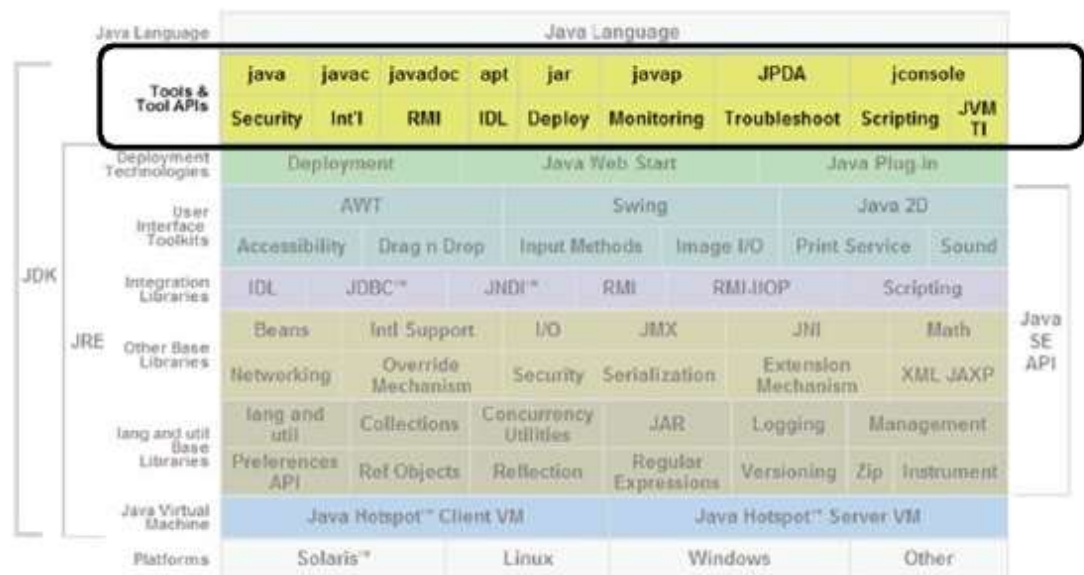 Java Language Java Language
Tools & Tool APIs
java javac javadoc apt jar javap JPDA jconsole
Security Int'l RMI IDL Deploy Monitoring Troubleshoot Scripting JVM TI
Deployment Technologies
Deployment Java Web Start Java Plug-in
User Interface Toolkits
AWT Swing Java 2D
Accessibility Drag n Drop Input Methods Image I/O Print Service Sound
Integration Libraries
IDL JDBC™ JNDI™ RMI RMI-IIOP Scripting
Other Base Libraries
Beans Intl Support I/O JMX JNI Math
Networking Override Mechanism Security Serialization Extension Mechanism XML JAXP
lang and util Base Libraries
lang and util Collections Concurrency Utilities JAR Logging Management
Preferences API Ref Objects Reflection Regular Expressions Versioning Zip Instrument
Java Virtual Machine
Java Hotspot™ Client VM Java Hotspot™ Server VM
Platforms Solaris™ Linux Windows Other
JDK
JRE
Java SE API